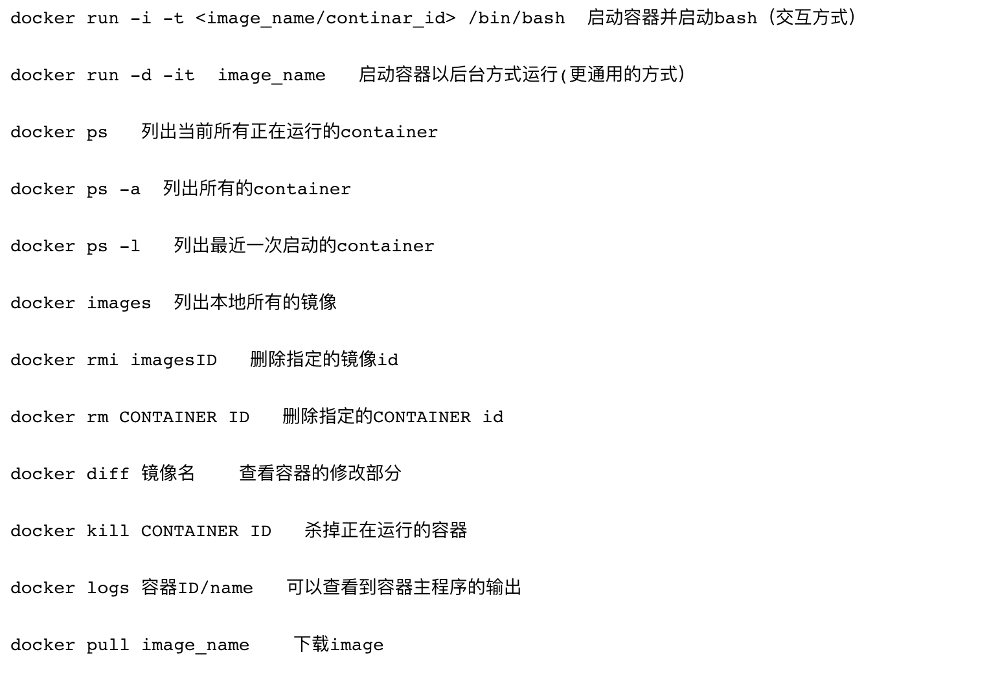 docker run -i -t <image_name/continar_id> /bin/bash  启动容器并启动bash（交互方式）
docker run -d -it  image_name   启动容器以后台方式运行(更通用的方式）
docker ps   列出当前所有正在运行的container
docker ps -a  列出所有的container
docker ps -l   列出最近一次启动的container
docker images  列出本地所有的镜像
docker rmi imagesID   删除指定的镜像id
docker rm CONTAINER ID   删除指定的CONTAINER id
docker diff 镜像名    查看容器的修改部分
docker kill CONTAINER ID   杀掉正在运行的容器
docker logs 容器ID/name   可以查看到容器主程序的输出
docker pull image_name    下载image